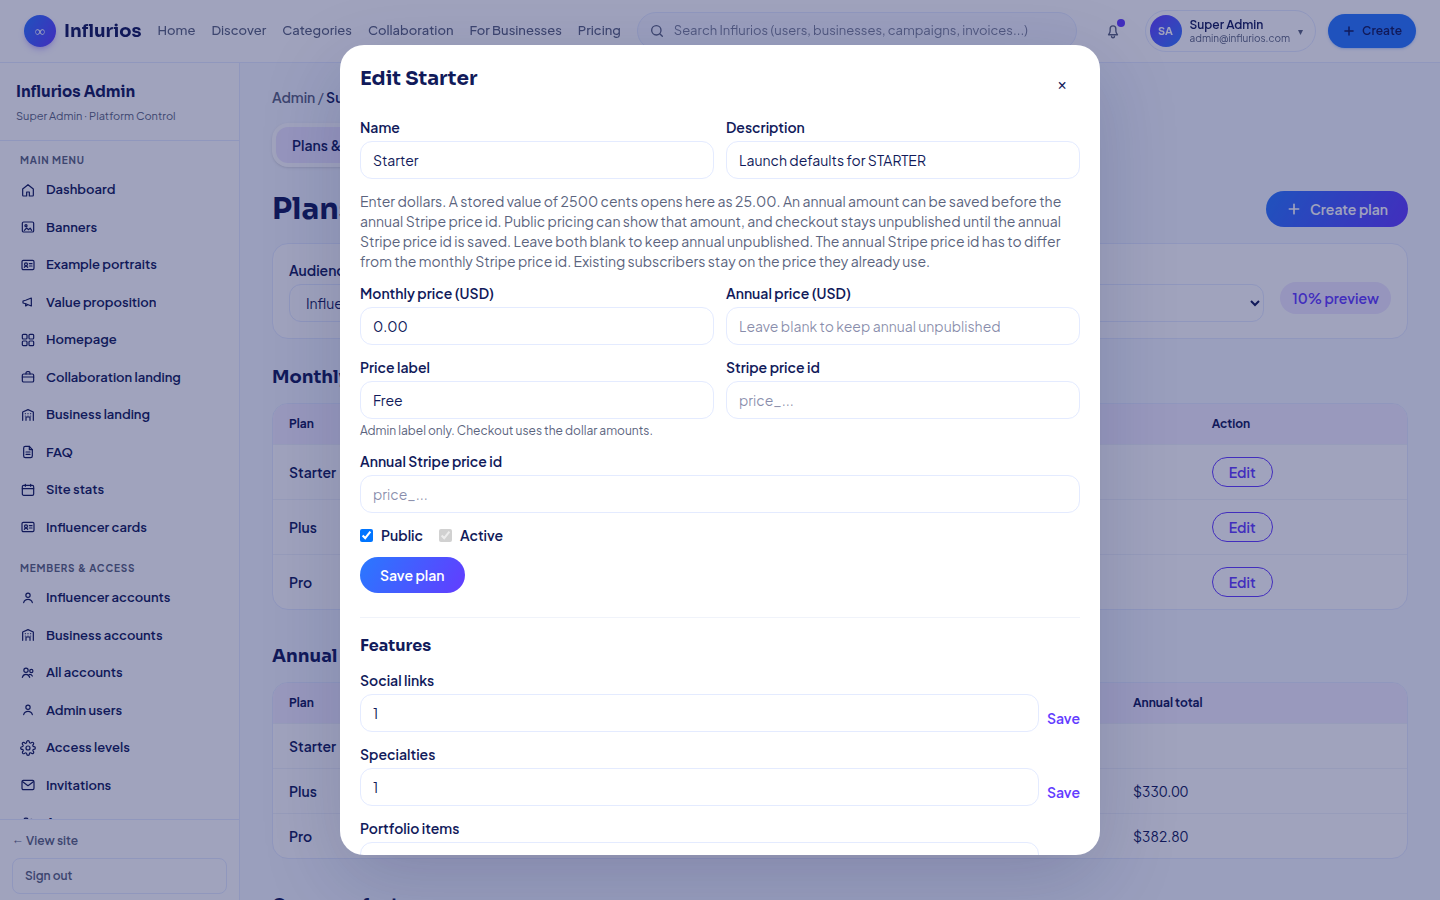 ∞ Influrios
Home Discover Categories Collaboration For Businesses Pricing
Search Influrios (users, businesses, campaigns, invoices...)
SA Super Admin
admin@influrios.com
▾
+ Create
Influrios Admin
Super Admin · Platform Control
MAIN MENU
Dashboard
Banners
Example portraits
Value proposition
Homepage
Collaboration landing
Business landing
FAQ
Site stats
Influencer cards
MEMBERS & ACCESS
Influencer accounts
Business accounts
All accounts
Admin users
Access levels
Invitations
← View site
Sign out
Admin / Su
Plans &
Plan
+ Create plan
Audien
Influe
10% preview
Monthl
Plan
Action
Starter
Edit
Plus
Edit
Pro
Edit
Annual
Plan
Annual total
Starter
Plus
$330.00
Pro
$382.80
Edit Starter
×
Name
Description
Starter
Launch defaults for STARTER
Enter dollars. A stored value of 2500 cents opens here as 25.00. An annual amount can be saved before the
annual Stripe price id. Public pricing can show that amount, and checkout stays unpublished until the annual
Stripe price id is saved. Leave both blank to keep annual unpublished. The annual Stripe price id has to differ
from the monthly Stripe price id. Existing subscribers stay on the price they already use.
Monthly price (USD)
Annual price (USD)
0.00
Leave blank to keep annual unpublished
Price label
Stripe price id
Free
price_...
Admin label only. Checkout uses the dollar amounts.
Annual Stripe price id
price_...
Public
Active
Save plan
Features
Social links
1
Save
Specialties
1
Save
Portfolio items